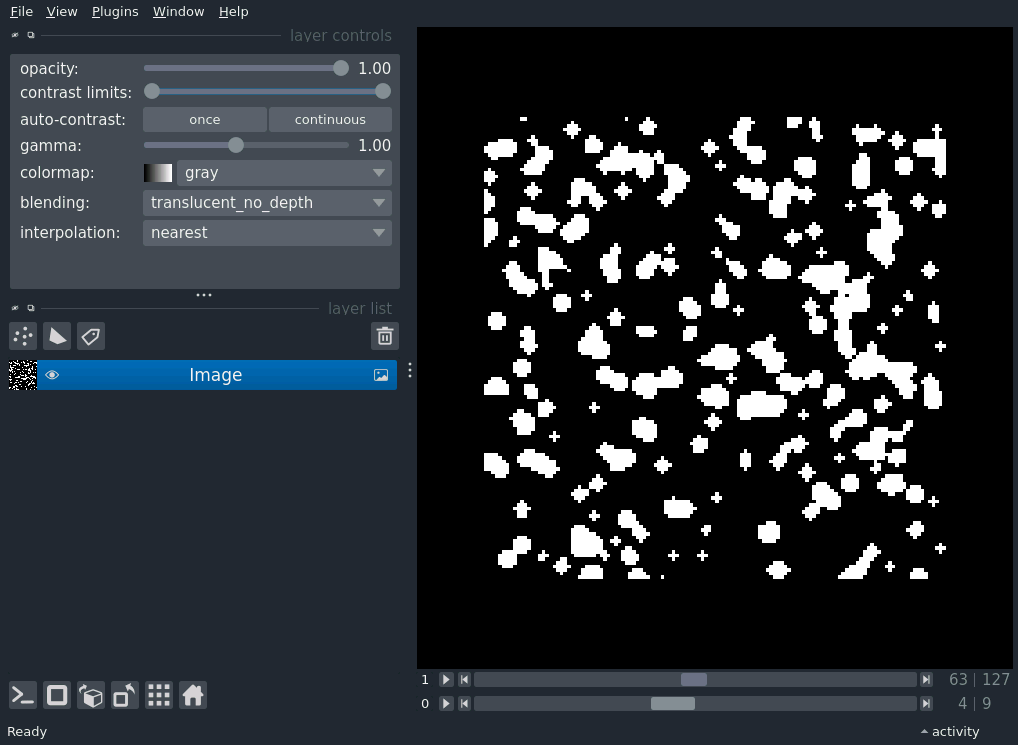 File View Plugins Window Help
layer controls
opacity: 1.00
contrast limits:
auto-contrast: once continuous
gamma: 1.00
colormap: gray
blending: translucent_no_depth
interpolation: nearest
layer list
Image
1 63 | 127
0 4 | 9
Ready activity